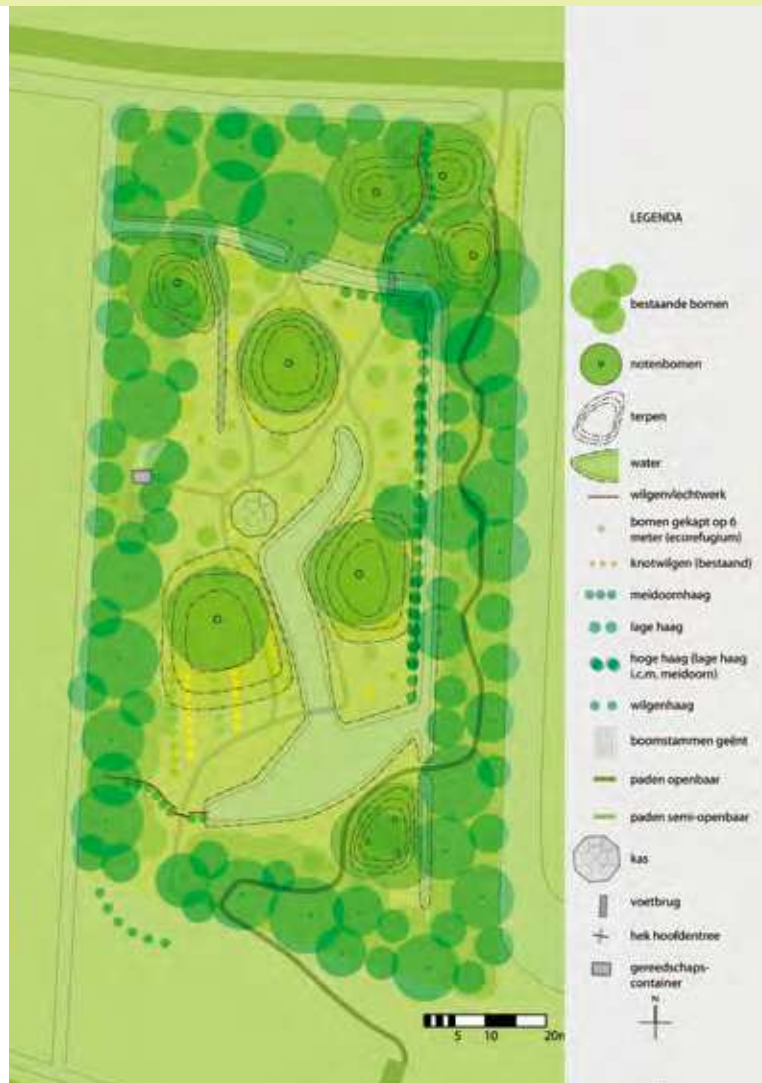 LEGENDA
bestaande bomen
notenbomen
terpen
water
wilgenvlechtwerk
bomen gekapt op 6
meter (ecorefugium)
knotwilgen (bestaand)
meidoornhaag
lage haag
hoge haag (lage haag
i.c.m. meidoorn)
wilgenhaag
boomstammen geënt
paden openbaar
paden semi-openbaar
kas
voetbrug
hek hoofdentree
gereedschaps-
container
N
5 10 20m